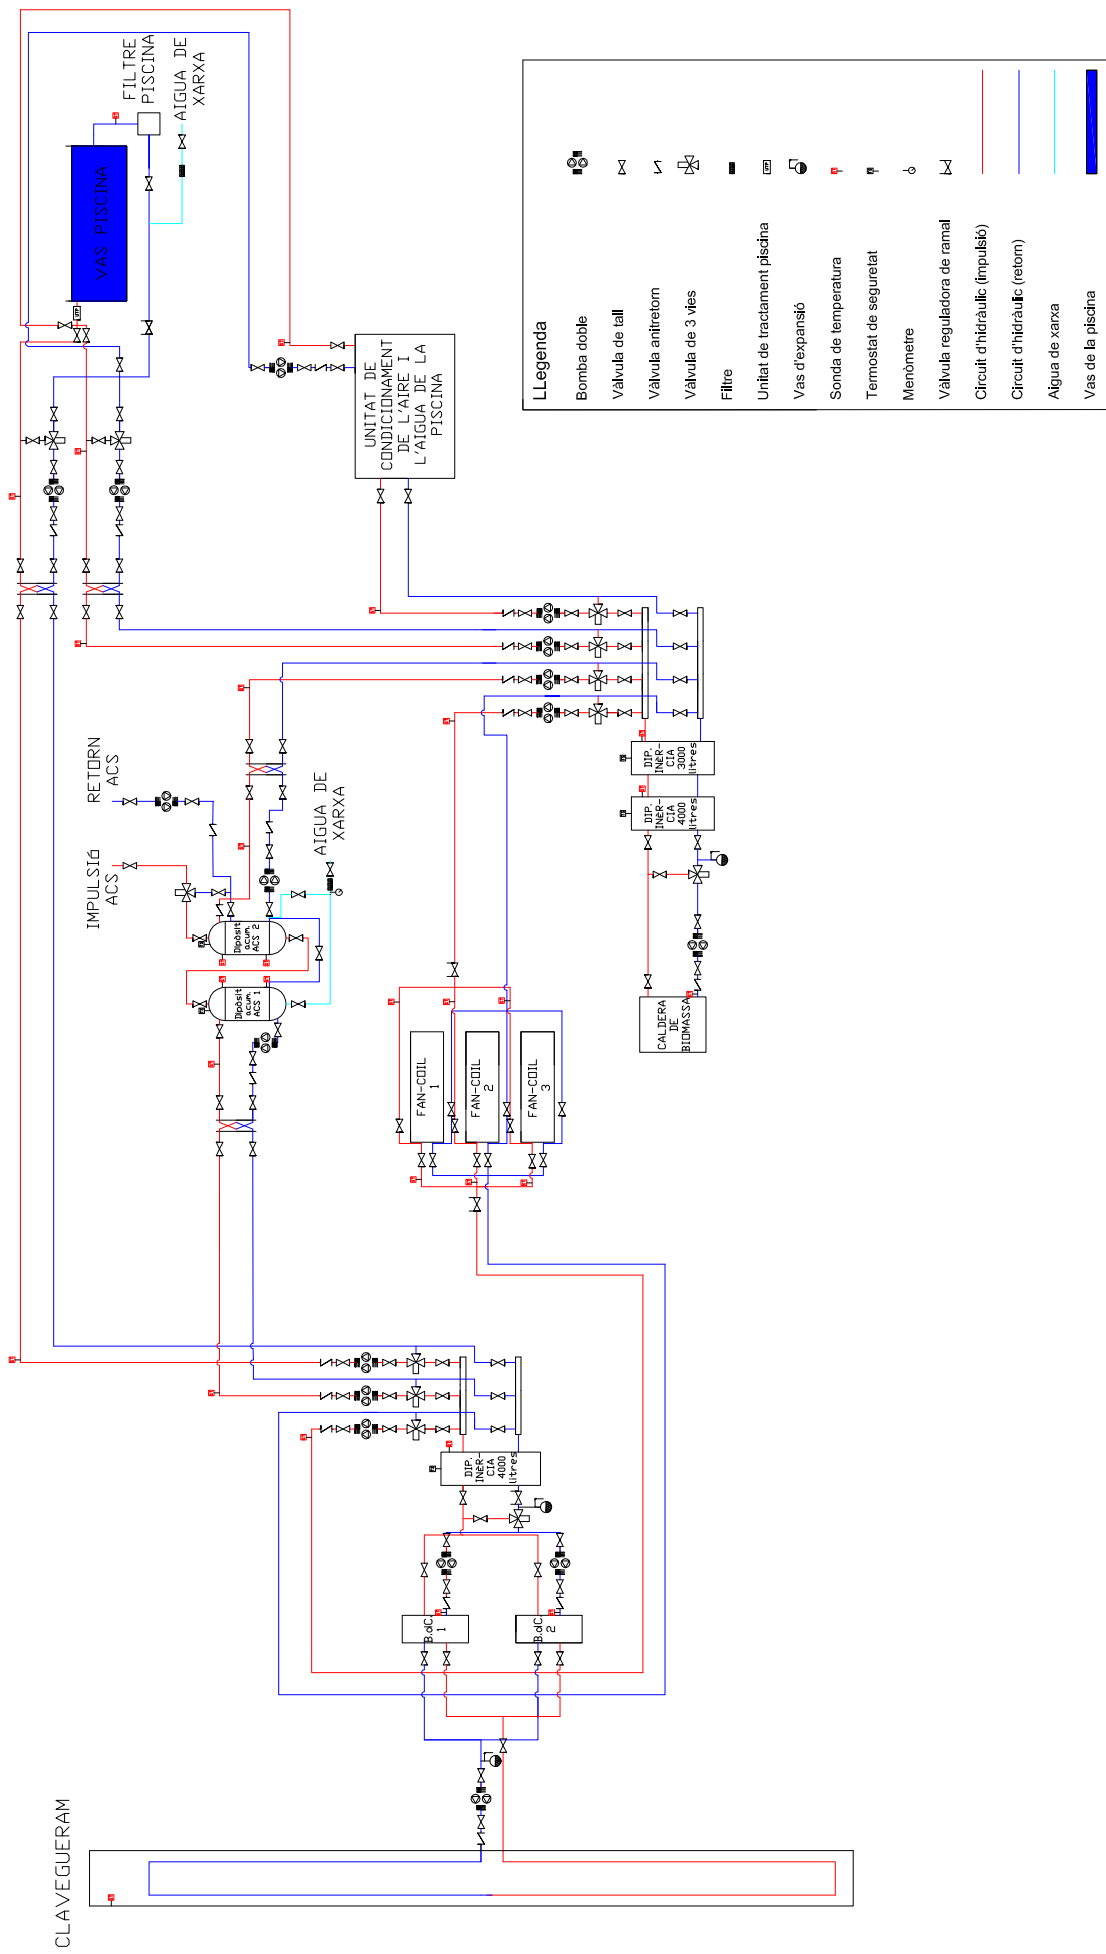 FILTRE
PISCINA
AIGUA DE
XARXA
VAS PISCINA
UTP
UNITAT DE
CONDICIONAMENT
DE L'AIRE I
L'AIGUA DE LA
PISCINA
RETORN
ACS
IMPULSIÓ
ACS
AIGUA DE
XARXA
Dipòsit
acum.
ACS 2
Dipòsit
acum.
ACS 1
DIP.
INÈR-
CIA
3000
litres
DIP.
INÈR-
CIA
4000
litres
CALDERA
DE
BIOMASSA
FAN-COIL
1
FAN-COIL
2
FAN-COIL
3
DIP.
INÈR-
CIA
4000
litres
B.dC.
1
B.dC.
2
CLAVEGUERAM
LLegenda
Bomba doble
Vàlvula de tall
Vàlvula anitretorn
Vàlvula de 3 vies
Filtre
Unitat de tractament piscina
UTP
Vas d'expansió
Sonda de temperatura
Termostat de seguretat
Menòmetre
Vàlvula reguladora de ramal
Circuit d'hidràulic (impulsió)
Circuit d'hidràulic (retorn)
Aigua de xarxa
Vas de la piscina